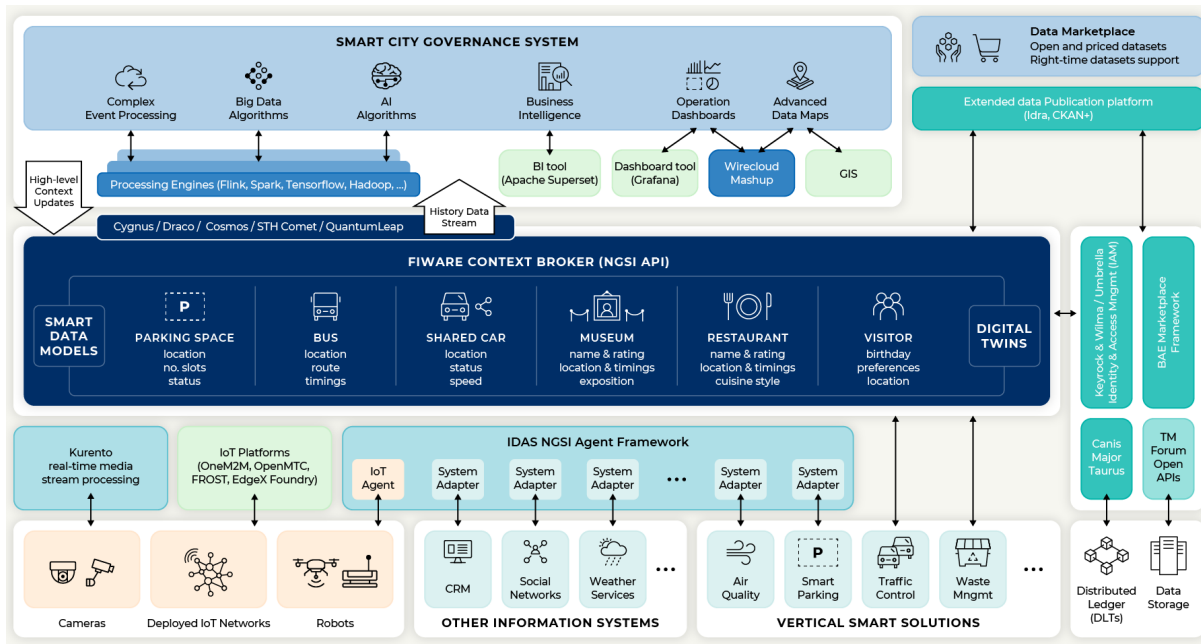 SMART CITY GOVERNANCE SYSTEM
Complex
Event Processing
Big Data
Algorithms
AI
Algorithms
Business
Intelligence
Operation
Dashboards
Advanced
Data Maps
Processing Engines (Flink, Spark, Tensorflow, Hadoop, ...)
BI tool
(Apache Superset)
Dashboard tool
(Grafana)
Wirecloud
Mashup
GIS
Data Marketplace
Open and priced datasets
Right-time datasets support
Extended data Publication platform
(Idra, CKAN+)
High-level
Context
Updates
History Data
Stream
Cygnus / Draco / Cosmos / STH Comet / QuantumLeap
FIWARE CONTEXT BROKER (NGSI API)
SMART
DATA
MODELS
P
PARKING SPACE
location
no. slots
status
BUS
location
route
timings
SHARED CAR
location
status
speed
MUSEUM
name & rating
location & timings
exposition
RESTAURANT
name & rating
location & timings
cuisine style
VISITOR
birthday
preferences
location
DIGITAL
TWINS
Keyrock & Wilma / Umbrella
Identity & Access Mngmt (IAM)
BAE Marketplace
Framework
Canis
Major
Taurus
TM
Forum
Open
APIs
Kurento
real-time media
stream processing
IoT Platforms
(OneM2M, OpenMTC,
FROST, EdgeX Foundry)
IDAS NGSI Agent Framework
IoT
Agent
System
Adapter
System
Adapter
System
Adapter
...
System
Adapter
System
Adapter
Cameras
Deployed IoT Networks
Robots
CRM
Social
Networks
Weather
Services
...
OTHER INFORMATION SYSTEMS
Air
Quality
P
Smart
Parking
Traffic
Control
Waste
Mngmt
...
VERTICAL SMART SOLUTIONS
Distributed
Ledger
(DLTs)
Data
Storage